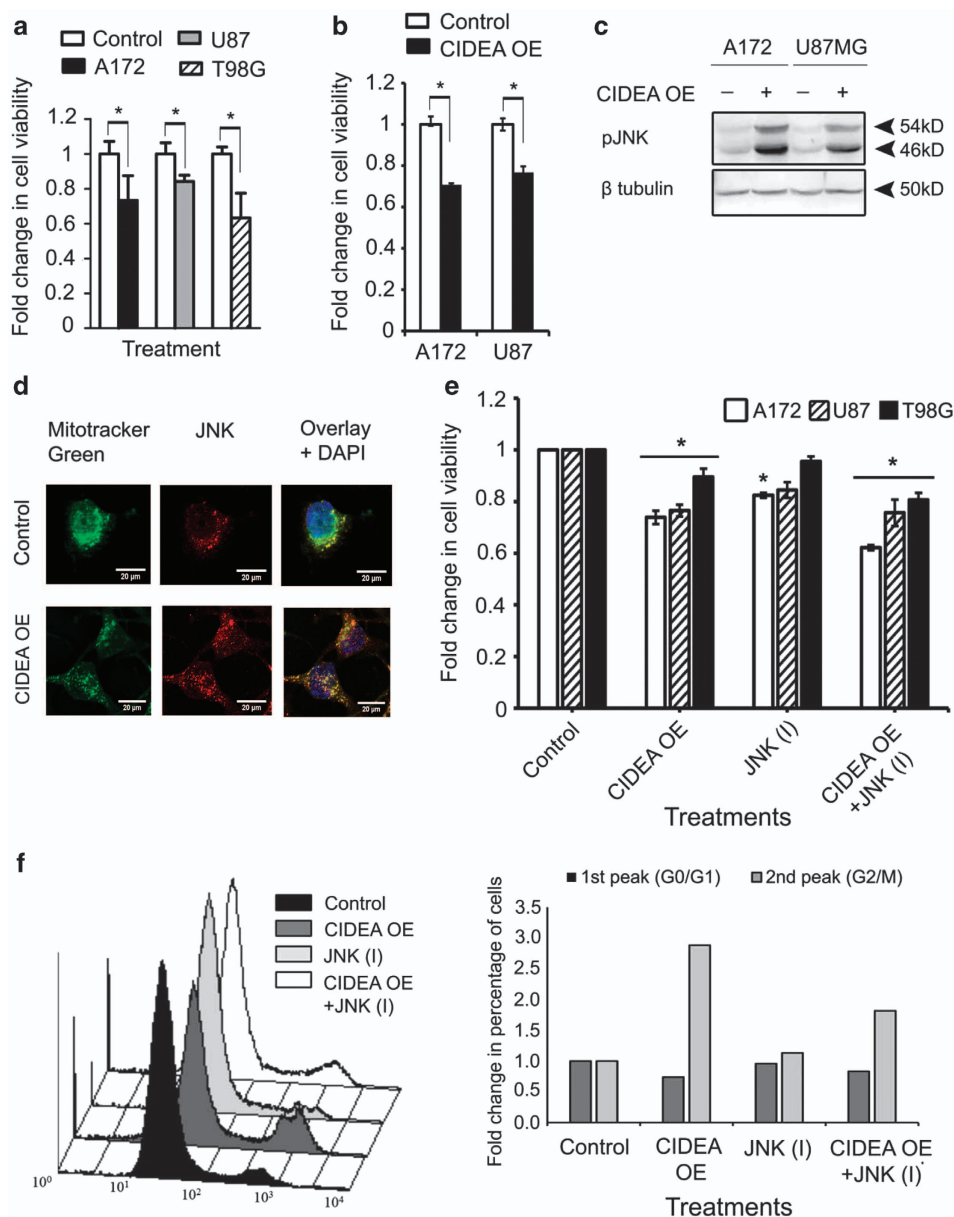 a
Control
U87
A172
T98G
Fold change in cell viability
1.2
1
0.8
0.6
0.4
0.2
0
*
*
*
Treatment
b
Control
CIDEA OE
Fold change in cell viability
1.2
1
0.8
0.6
0.4
0.2
0
*
*
A172
U87
c
A172
U87MG
CIDEA OE
– + – +
pJNK
54kD
46kD
β tubulin
50kD
d
Mitotracker Green
JNK
Overlay + DAPI
Control
20 µm
20 µm
20 µm
CIDEA OE
20 µm
20 µm
20 µm
e
A172
U87
T98G
Fold change in cell viability
1.2
1
0.8
0.6
0.4
0.2
0
*
*
*
Control
CIDEA OE
JNK (I)
CIDEA OE
+JNK (I)
Treatments
f
Control
CIDEA OE
JNK (I)
CIDEA OE
+JNK (I)
10⁰
10¹
10²
10³
10⁴
1st peak (G0/G1)
2nd peak (G2/M)
Fold change in percentage of cells
3.5
3.0
2.5
2.0
1.5
1.0
0.5
0.0
Control
CIDEA
OE
JNK (I)
CIDEA OE
+JNK (I)
Treatments